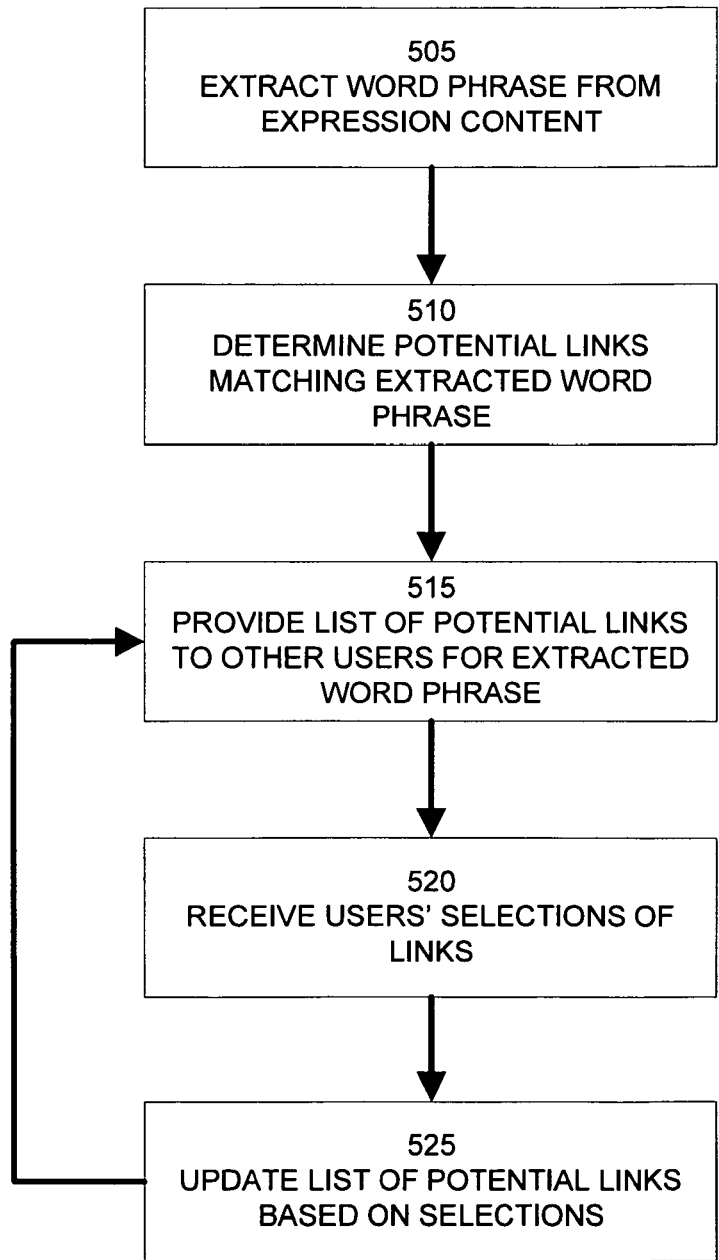 505
EXTRACT WORD PHRASE FROM
EXPRESSION CONTENT
510
DETERMINE POTENTIAL LINKS
MATCHING EXTRACTED WORD
PHRASE
515
PROVIDE LIST OF POTENTIAL LINKS
TO OTHER USERS FOR EXTRACTED
WORD PHRASE
520
RECEIVE USERS’ SELECTIONS OF
LINKS
525
UPDATE LIST OF POTENTIAL LINKS
BASED ON SELECTIONS